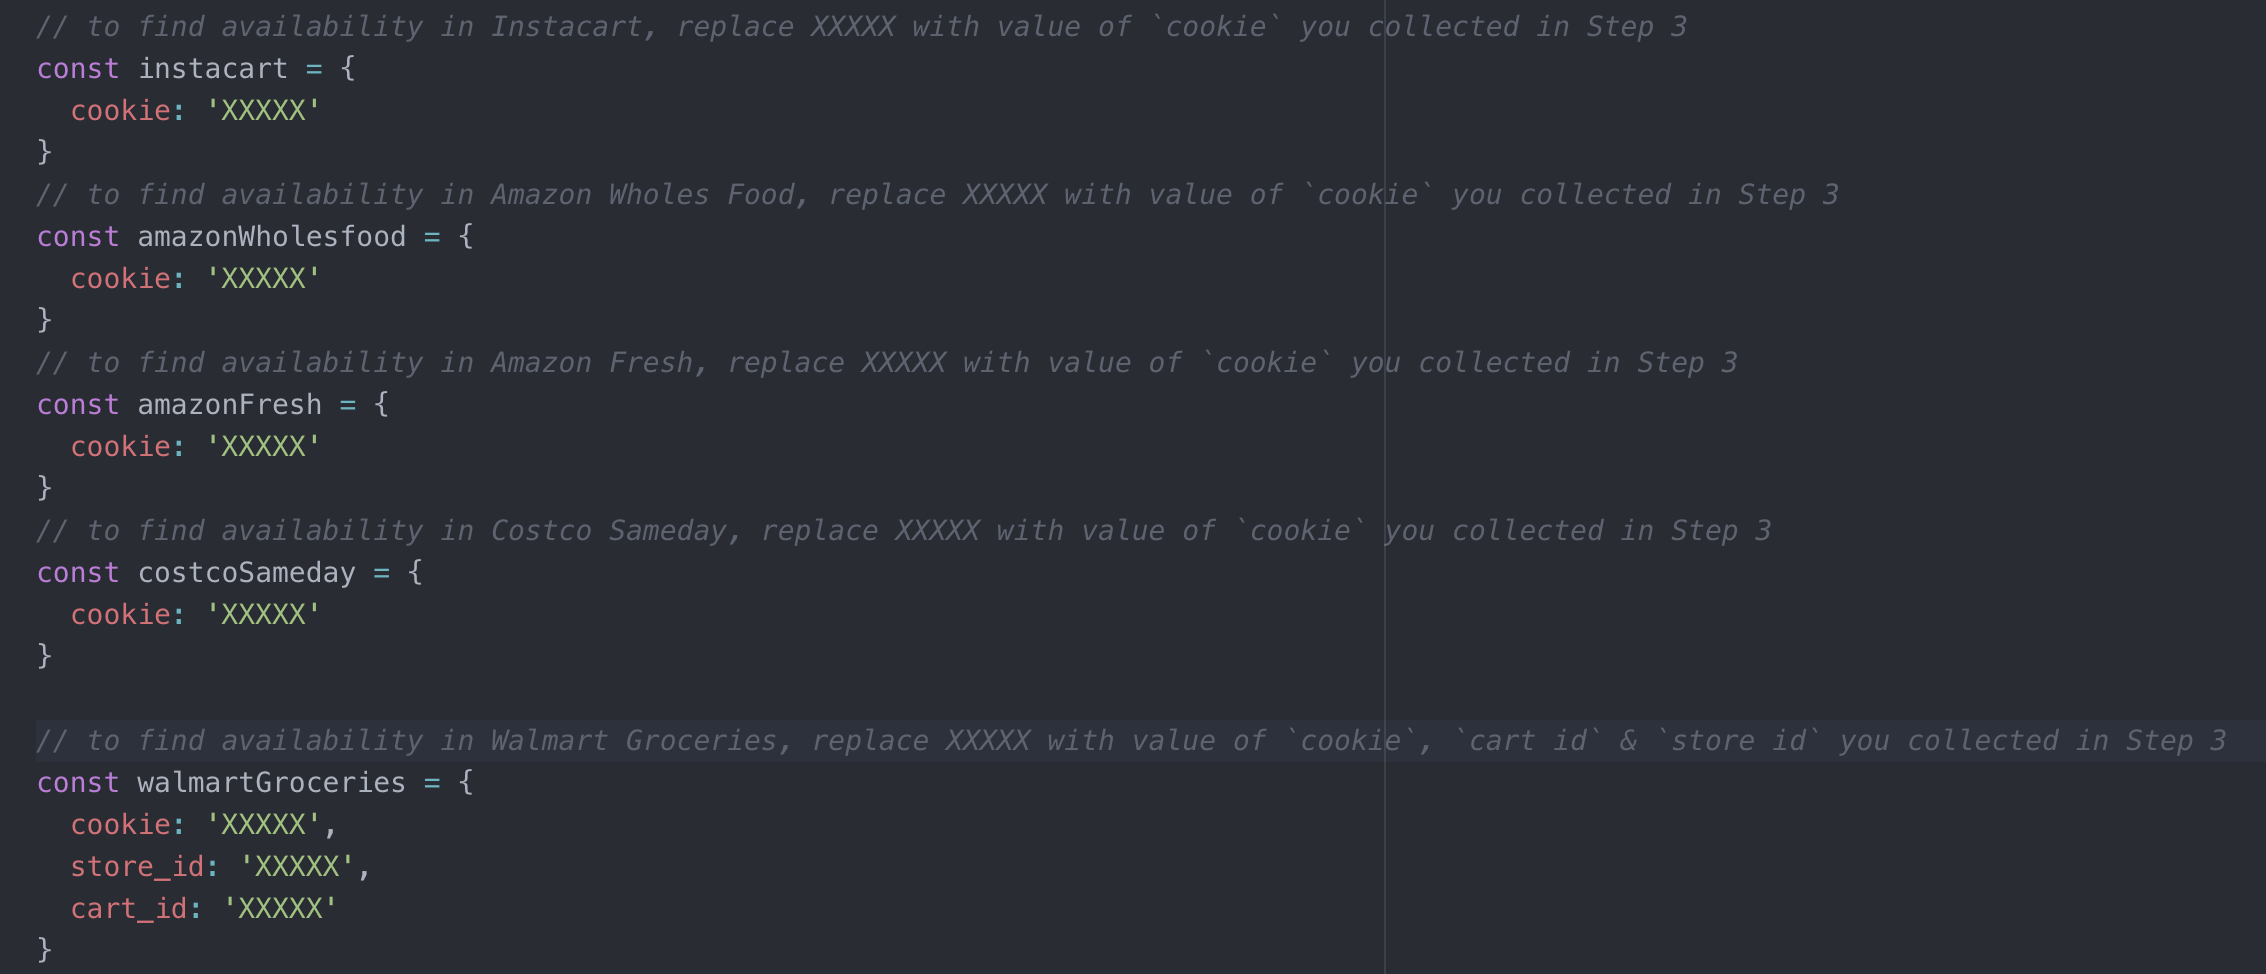 // to find availability in Instacart, replace XXXXX with value of `cookie` you collected in Step 3
const instacart = {
  cookie: 'XXXXX'
}
// to find availability in Amazon Wholes Food, replace XXXXX with value of `cookie` you collected in Step 3
const amazonWholesfood = {
  cookie: 'XXXXX'
}
// to find availability in Amazon Fresh, replace XXXXX with value of `cookie` you collected in Step 3
const amazonFresh = {
  cookie: 'XXXXX'
}
// to find availability in Costco Sameday, replace XXXXX with value of `cookie` you collected in Step 3
const costcoSameday = {
  cookie: 'XXXXX'
}

// to find availability in Walmart Groceries, replace XXXXX with value of `cookie`, `cart id` & `store id` you collected in Step 3
const walmartGroceries = {
  cookie: 'XXXXX',
  store_id: 'XXXXX',
  cart_id: 'XXXXX'
}